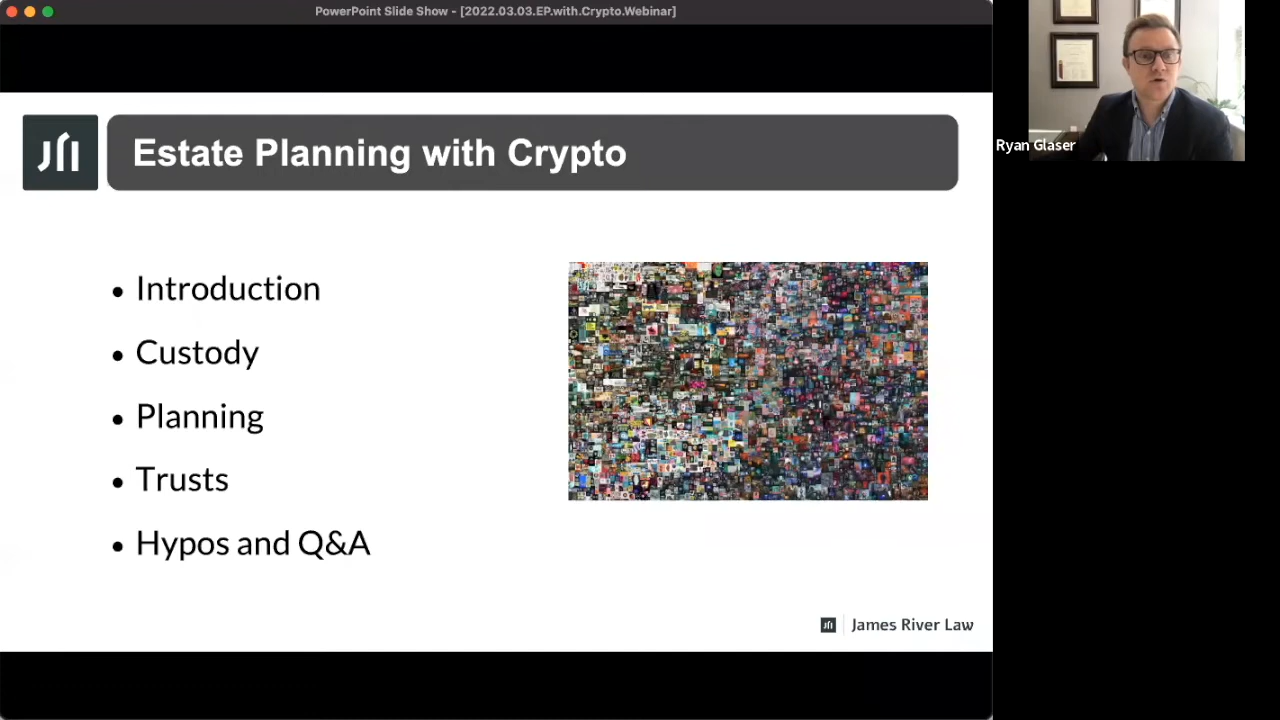 PowerPoint Slide Show - [2022.03.03.EP.with.Crypto.Webinar]
Estate Planning with Crypto
• Introduction
• Custody
• Planning
• Trusts
• Hypos and Q&A
James River Law
Ryan Glaser